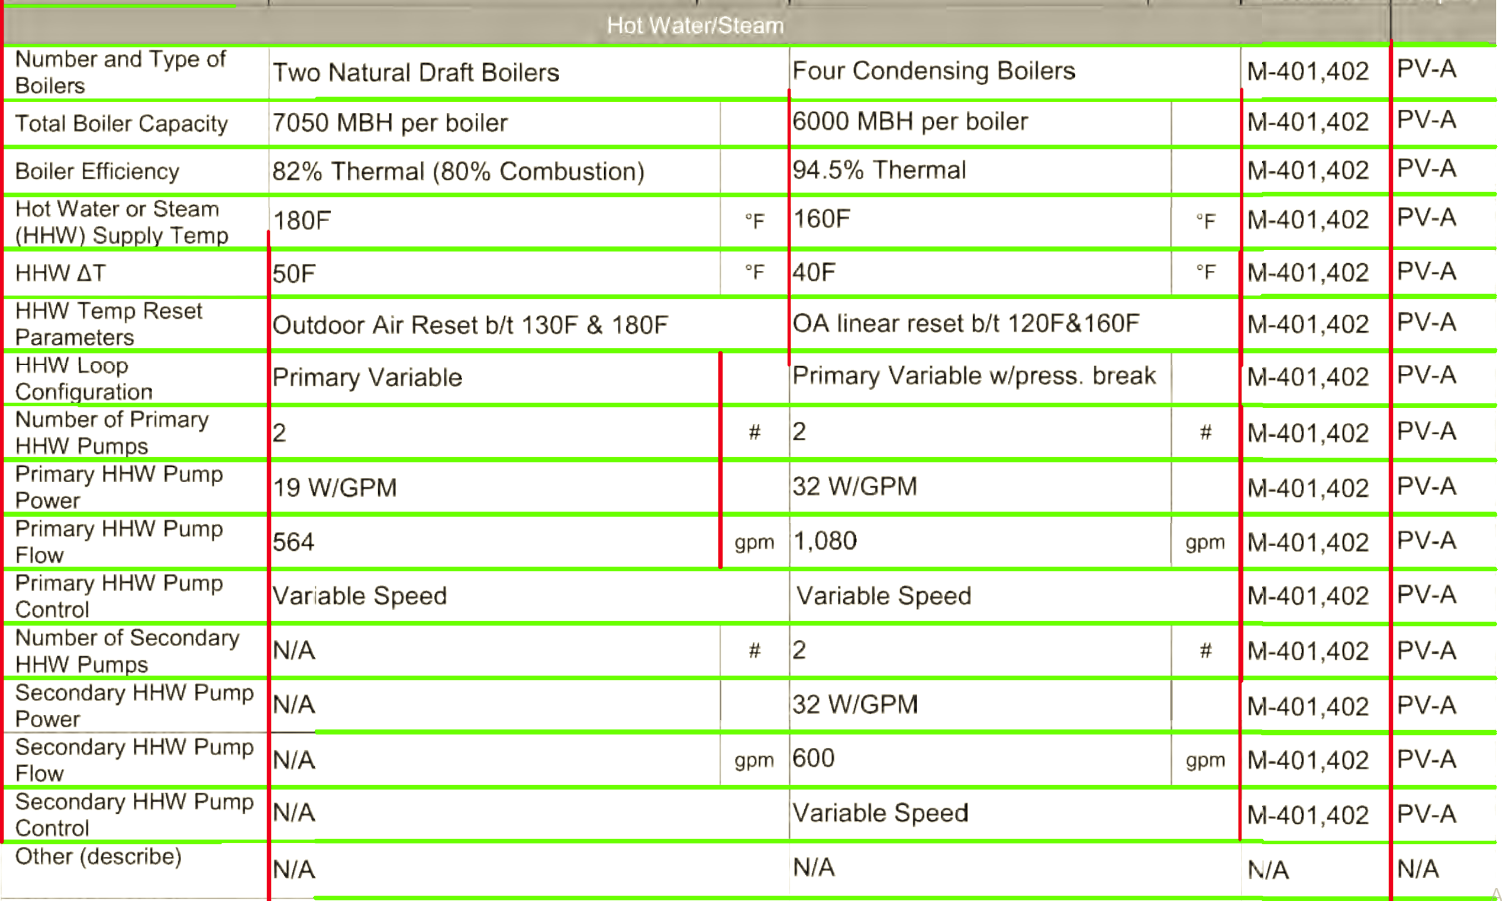 Hot Water/Steam
Number and Type of
Boilers
Two Natural Draft Boilers
Four Condensing Boilers
M-401,402
PV-A
Total Boiler Capacity
7050 MBH per boiler
6000 MBH per boiler
M-401,402
PV-A
Boiler Efficiency
82% Thermal (80% Combustion)
94.5% Thermal
M-401,402
PV-A
Hot Water or Steam
(HHW) Supply Temp
180F
°F
160F
°F
M-401,402
PV-A
HHW ΔT
50F
°F
40F
°F
M-401,402
PV-A
HHW Temp Reset
Parameters
Outdoor Air Reset b/t 130F & 180F
OA linear reset b/t 120F&160F
M-401,402
PV-A
HHW Loop
Configuration
Primary Variable
Primary Variable w/press. break
M-401,402
PV-A
Number of Primary
HHW Pumps
2
#
2
#
M-401,402
PV-A
Primary HHW Pump
Power
19 W/GPM
32 W/GPM
M-401,402
PV-A
Primary HHW Pump
Flow
564
gpm
1,080
gpm
M-401,402
PV-A
Primary HHW Pump
Control
Variable Speed
Variable Speed
M-401,402
PV-A
Number of Secondary
HHW Pumps
N/A
#
2
#
M-401,402
PV-A
Secondary HHW Pump
Power
N/A
32 W/GPM
M-401,402
PV-A
Secondary HHW Pump
Flow
N/A
gpm
600
gpm
M-401,402
PV-A
Secondary HHW Pump
Control
N/A
Variable Speed
M-401,402
PV-A
Other (describe)
N/A
N/A
N/A
N/A